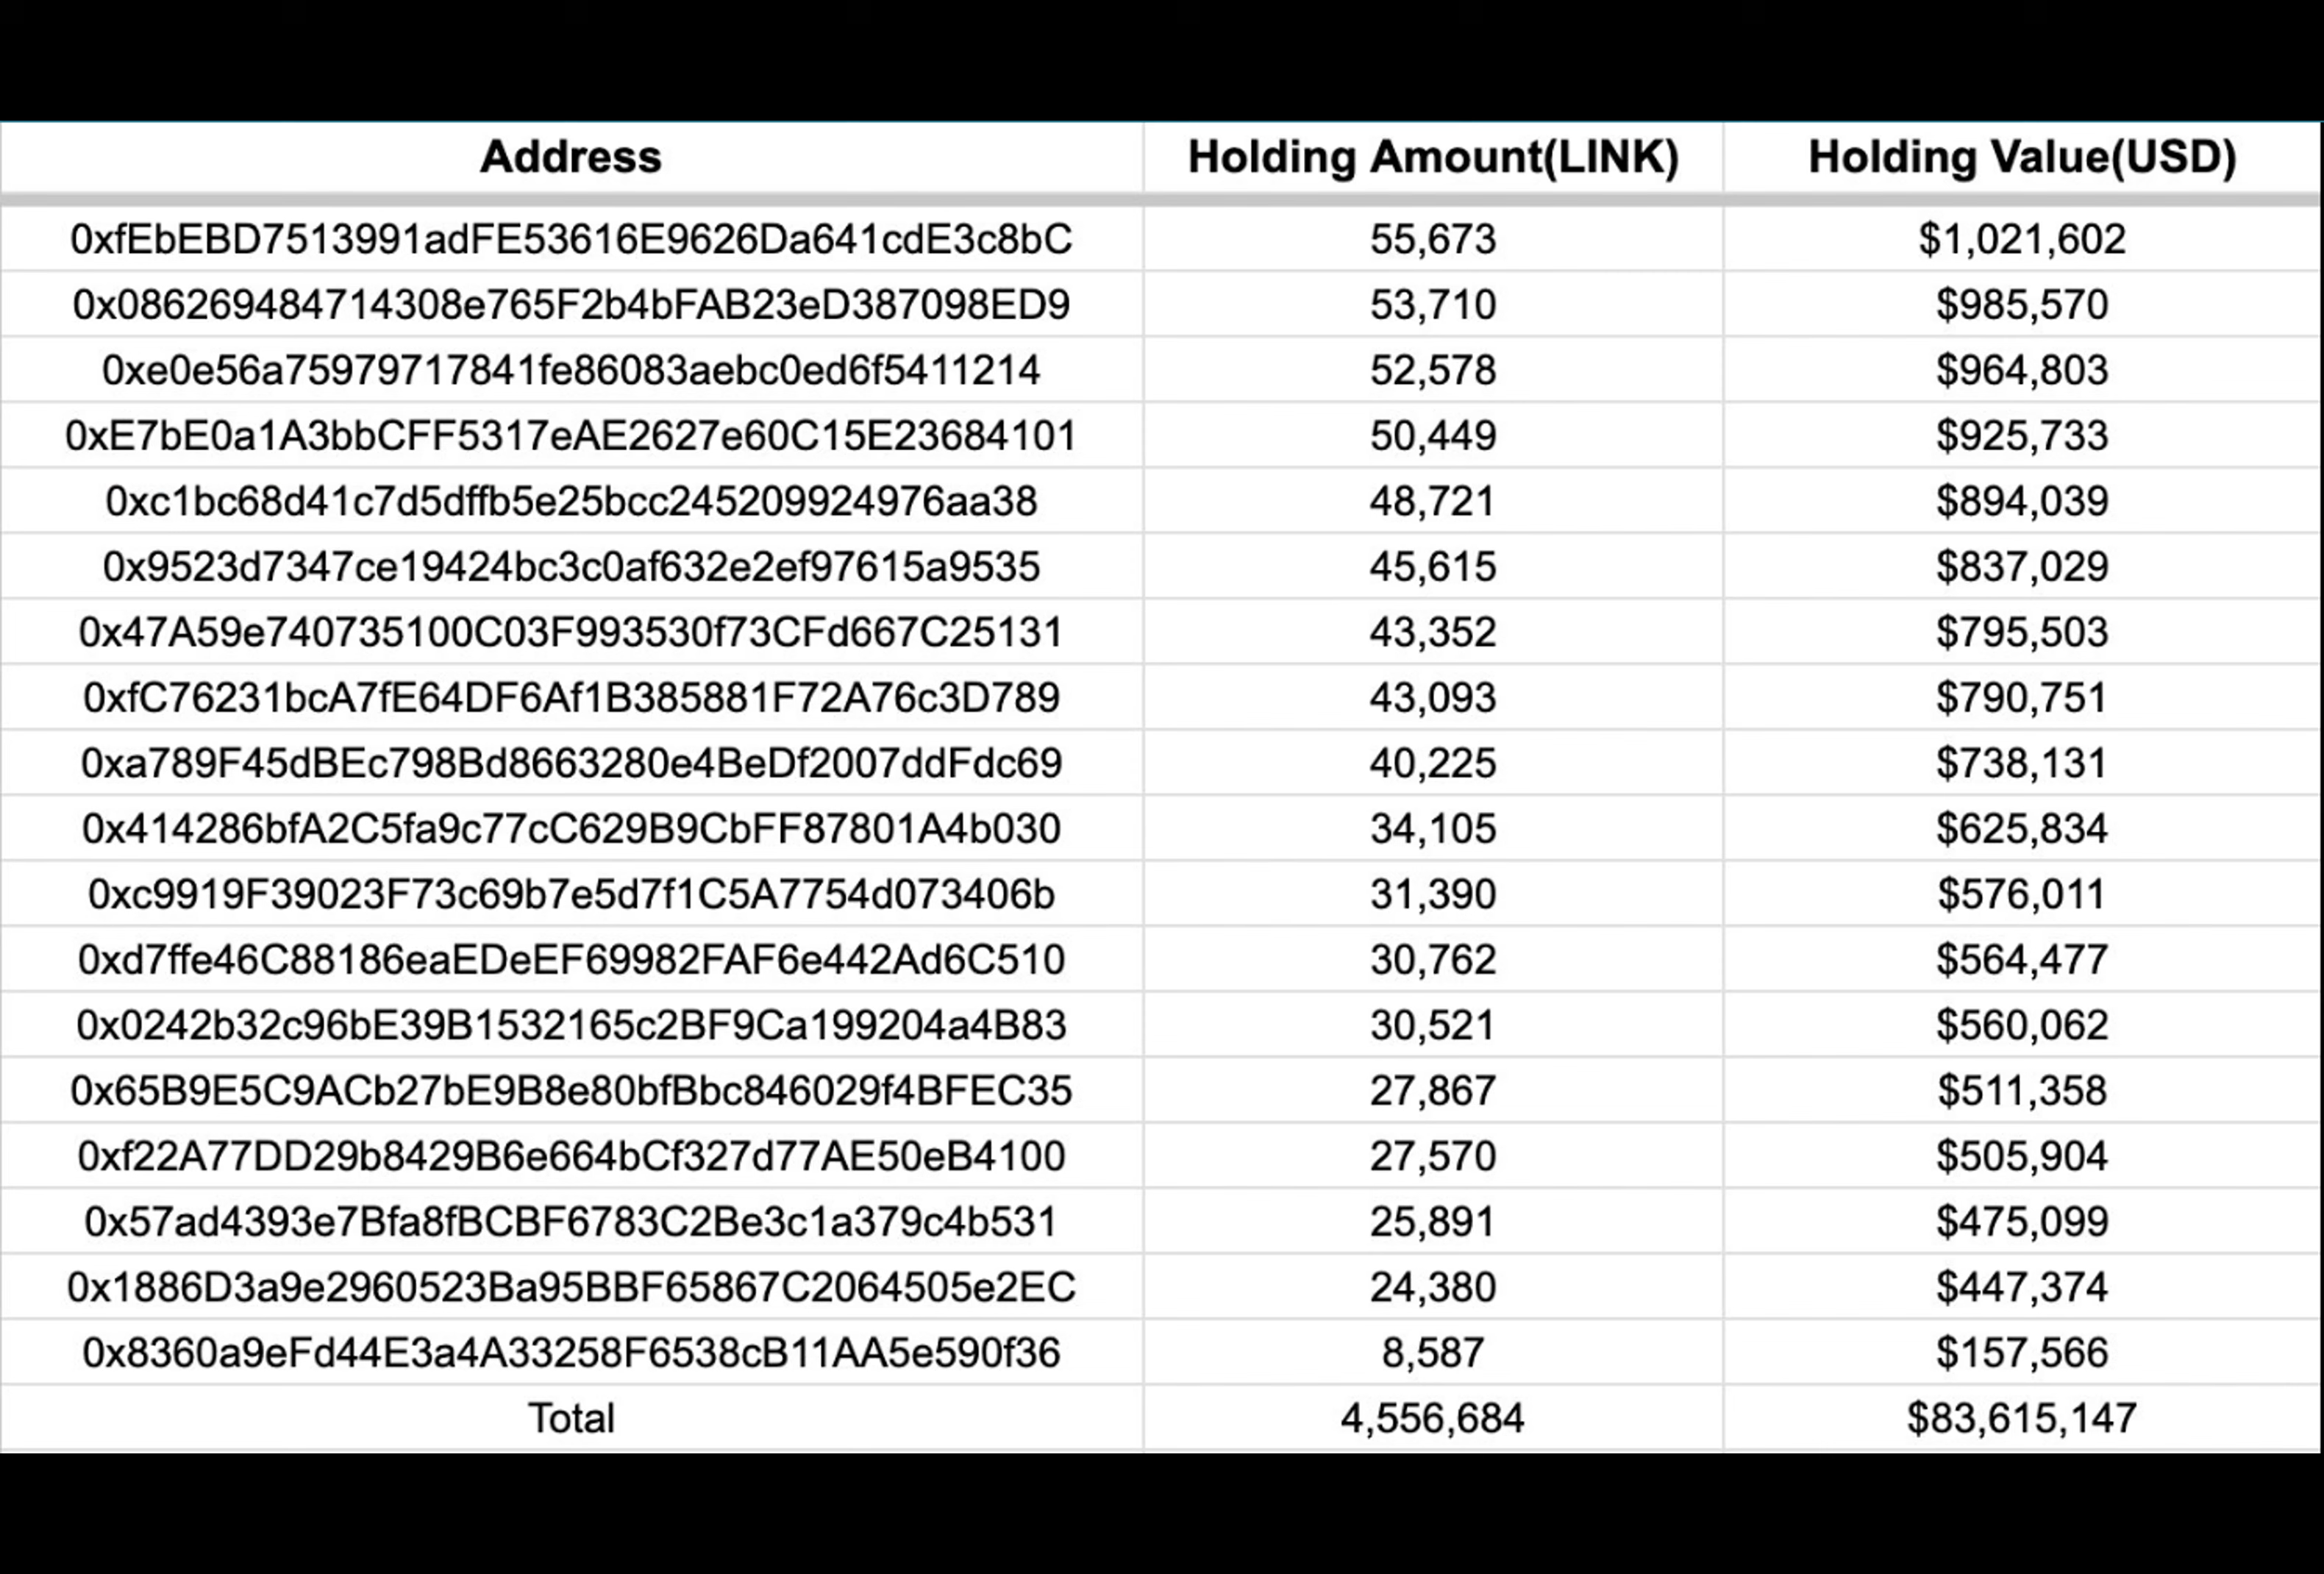 Address Holding Amount(LINK) Holding Value(USD)
0xfEbEBD7513991adFE53616E9626Da641cdE3c8bC 55,673 $1,021,602
0x086269484714308e765F2b4bFAB23eD387098ED9 53,710 $985,570
0xe0e56a75979717841fe86083aebc0ed6f5411214 52,578 $964,803
0xE7bE0a1A3bbCFF5317eAE2627e60C15E23684101 50,449 $925,733
0xc1bc68d41c7d5dffb5e25bcc245209924976aa38 48,721 $894,039
0x9523d7347ce19424bc3c0af632e2ef97615a9535 45,615 $837,029
0x47A59e740735100C03F993530f73CFd667C25131 43,352 $795,503
0xfC76231bcA7fE64DF6Af1B385881F72A76c3D789 43,093 $790,751
0xa789F45dBEc798Bd8663280e4BeDf2007ddFdc69 40,225 $738,131
0x414286bfA2C5fa9c77cC629B9CbFF87801A4b030 34,105 $625,834
0xc9919F39023F73c69b7e5d7f1C5A7754d073406b 31,390 $576,011
0xd7ffe46C88186eaEDeEF69982FAF6e442Ad6C510 30,762 $564,477
0x0242b32c96bE39B1532165c2BF9Ca199204a4B83 30,521 $560,062
0x65B9E5C9ACb27bE9B8e80bfBbc846029f4BFEC35 27,867 $511,358
0xf22A77DD29b8429B6e664bCf327d77AE50eB4100 27,570 $505,904
0x57ad4393e7Bfa8fBCBF6783C2Be3c1a379c4b531 25,891 $475,099
0x1886D3a9e2960523Ba95BBF65867C2064505e2EC 24,380 $447,374
0x8360a9eFd44E3a4A33258F6538cB11AA5e590f36 8,587 $157,566
Total 4,556,684 $83,615,147